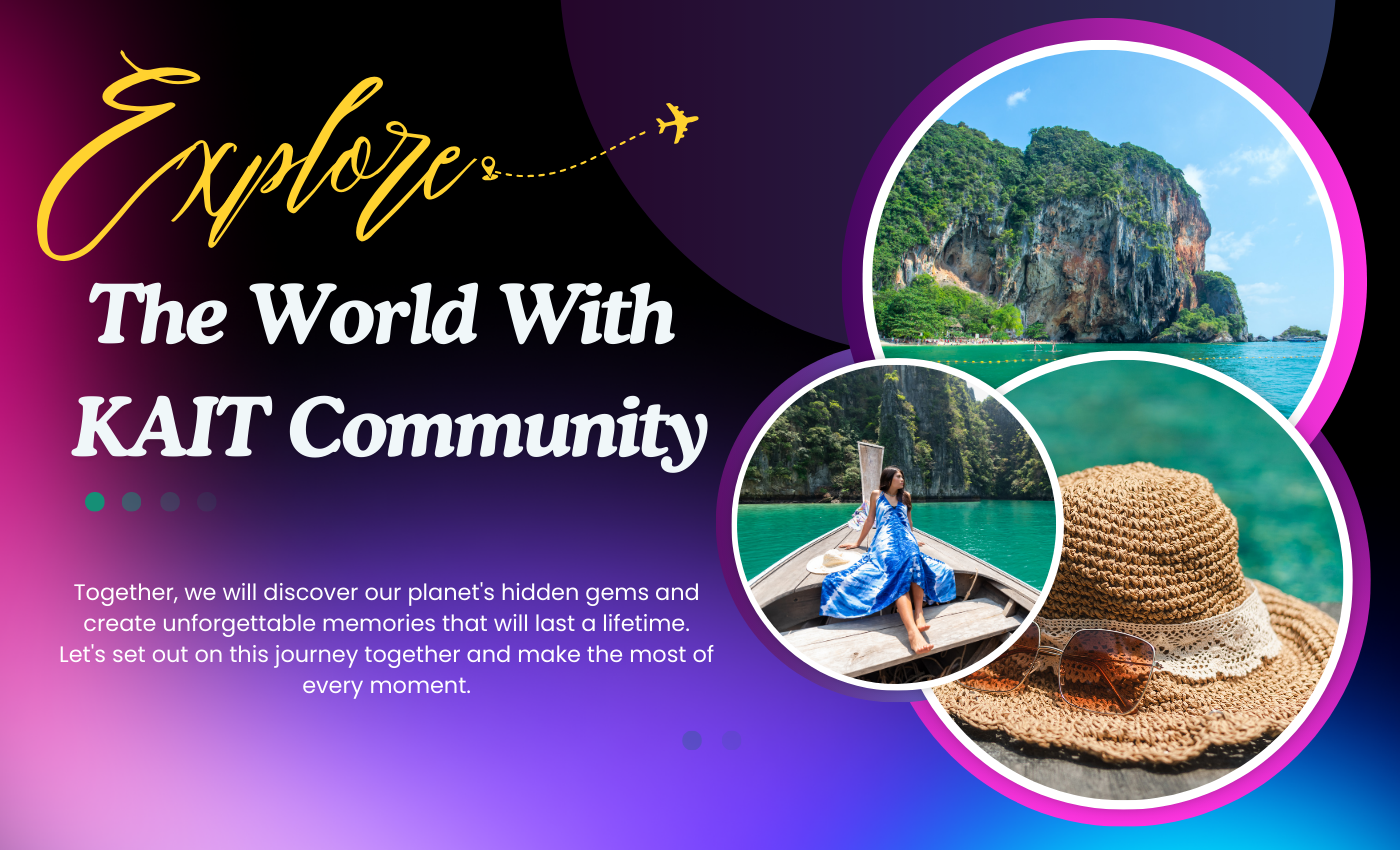 Explore
The World With
KAIT Community
Together, we will discover our planet's hidden gems and
create unforgettable memories that will last a lifetime.
Let's set out on this journey together and make the most of
every moment.